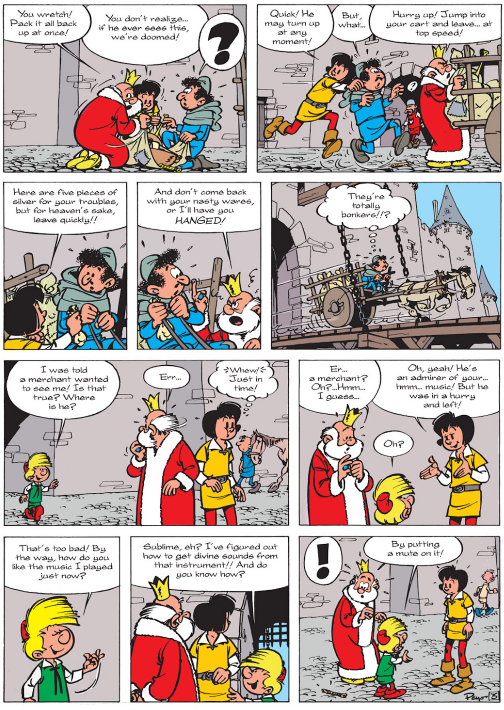 You wretch!
Pack it all back
up at once!
You don't realize...
if he ever sees this,
we're doomed!
?
Quick! He
may turn up
at any
moment!
But,
what...
Hurry up! Jump into
your cart and leave... at
top speed!
?
Here are five pieces of
silver for your troubles,
but for heaven's sake,
leave quickly!!
And don't come back
with your nasty wares,
or I'll have you
HANGED!
They're
totally
bonkers!!?
I was told
a merchant wanted
to see me! Is that
true? Where
is he?
Err...
Whew!
Just in
time!
Er...
a merchant?
Oh?...Hmm...
I guess...
Oh, yeah! He's
an admirer of your...
hmm... music! But he
was in a hurry
and left!
Oh?
That's too bad! By
the way, how do you
like the music I played
just now?
Sublime, eh? I've figured out
how to get divine sounds from
that instrument!! And do
you know how?
!
By putting
a mute on it!
Peyo